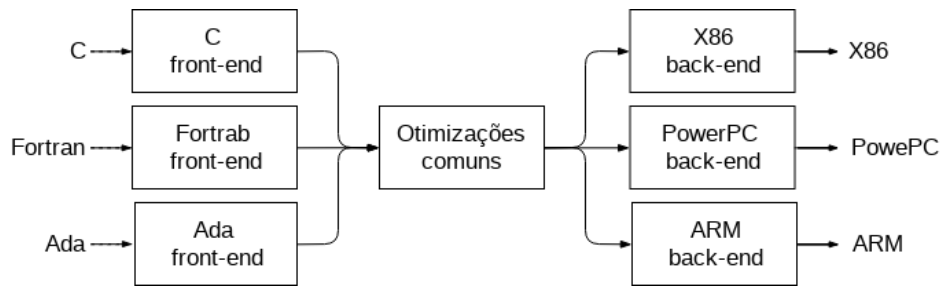 C
C
front-end
X86
back-end
X86
Fortran
Fortrab
front-end
Otimizações
comuns
PowerPC
back-end
PowePC
Ada
Ada
front-end
ARM
back-end
ARM